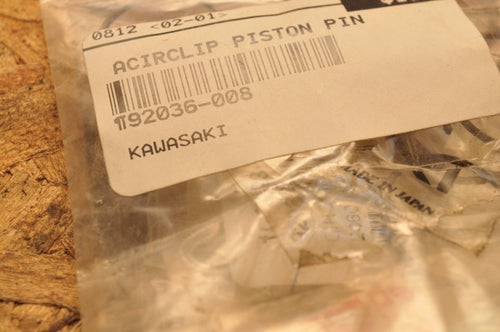 0812 <02-01>
ACIRCLIP PISTON PIN
¶92036-008
KAWASAKI
MADE IN JAPAN